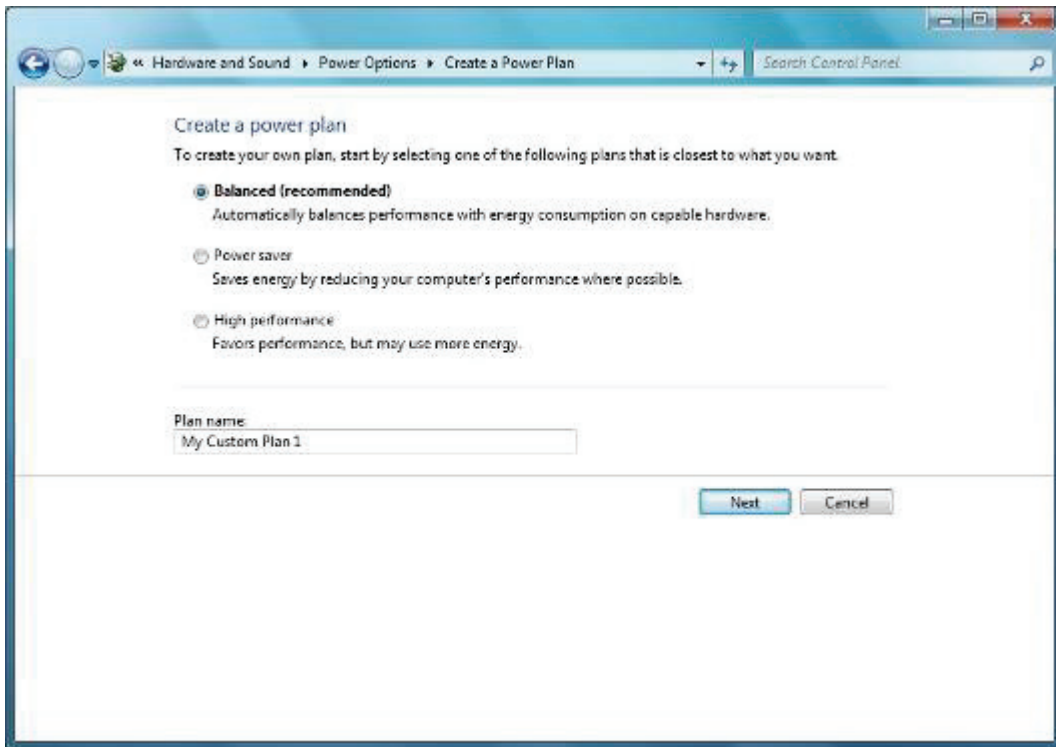 « Hardware and Sound ▸ Power Options ▸ Create a Power Plan
Search Control Panel
Create a power plan
To create your own plan, start by selecting one of the following plans that is closest to what you want.
Balanced (recommended)
Automatically balances performance with energy consumption on capable hardware.
Power saver
Saves energy by reducing your computer's performance where possible.
High performance
Favors performance, but may use more energy.
Plan name:
My Custom Plan 1
Next
Cancel